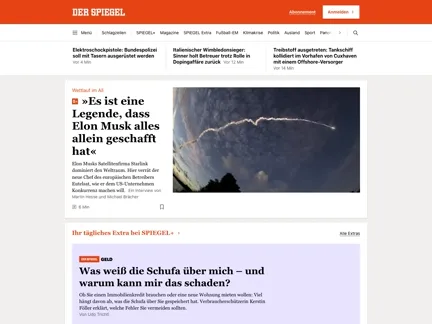 DER SPIEGEL
Abonnement
Anmelden ›
Menü
Schlagzeilen
SPIEGEL+
Magazine
SPIEGEL Extra
Fußball-EM
Klimakrise
Politik
Ausland
Sport
Elektroschockpistole: Bundespolizei
soll mit Tasern ausgerüstet werden
Vor 4 Min
Italienischer Wimbledonsieger:
Sinner holt Betreuer trotz Rolle in
Dopingaffäre zurück Vor 12 Min
Treibstoff ausgetreten: Tankschiff
kollidiert im Vorhafen von Cuxhaven
mit einem Offshore-Versorger
Vor 18 Min
Wettlauf im All
»Es ist eine
Legende, dass
Elon Musk alles
allein geschafft
hat«
Elon Musks Satellitenfirma Starlink
dominiert den Weltraum. Hier verrät der
neue Chef des europäischen Betreibers
Eutelsat, wie er dem US-Unternehmen
Konkurrenz machen will. Ein Interview von
Martin Hesse und Michael Brächer
6 Min
Ihr tägliches Extra bei SPIEGEL+ ›
Alle Extras
DER SPIEGEL GELD
Was weiß die Schufa über mich – und
warum kann mir das schaden?
Ob Sie einen Immobilienkredit brauchen oder eine neue Wohnung mieten wollen: Viel
hängt davon ab, was die Schufa über Sie gespeichert hat. Verbraucherschützerin Kerstin
Föller erklärt, welche Fehler Sie vermeiden sollten.
Von Udo Trichtl